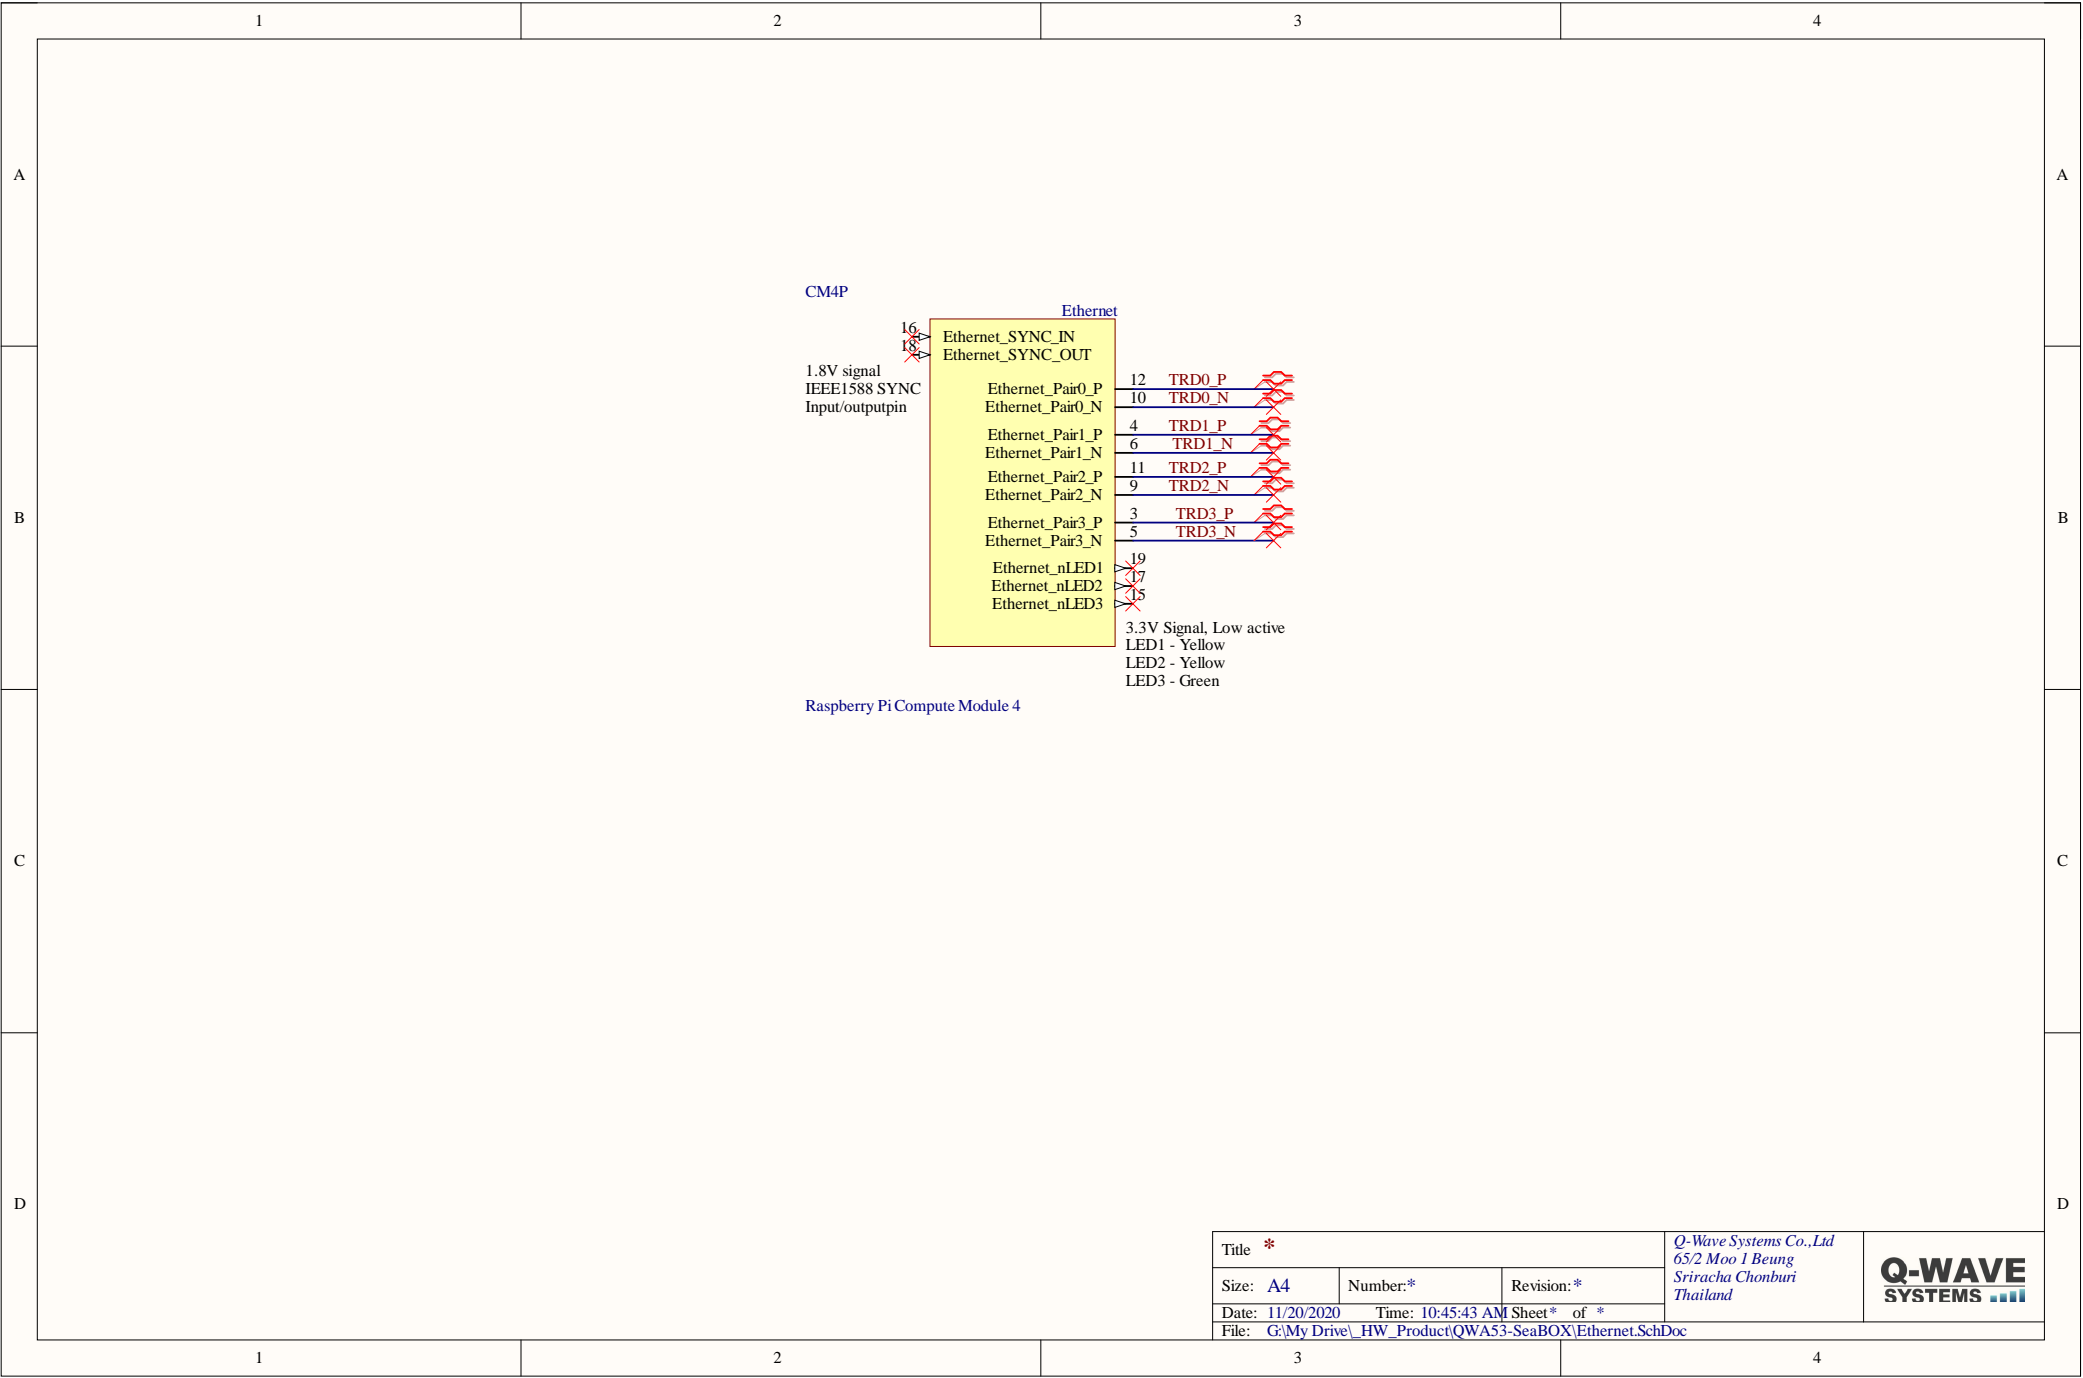 1 2 3 4
A A
CM4P
Ethernet
16 Ethernet_SYNC_IN
18 Ethernet_SYNC_OUT
1.8V signal
IEEE1588 SYNC
Input/outputpin
Ethernet_Pair0_P 12 TRD0_P
Ethernet_Pair0_N 10 TRD0_N
Ethernet_Pair1_P 4 TRD1_P
Ethernet_Pair1_N 6 TRD1_N
Ethernet_Pair2_P 11 TRD2_P
Ethernet_Pair2_N 9 TRD2_N
B B
Ethernet_Pair3_P 3 TRD3_P
Ethernet_Pair3_N 5 TRD3_N
Ethernet_nLED1 19
Ethernet_nLED2 17
Ethernet_nLED3 15
3.3V Signal, Low active
LED1 - Yellow
LED2 - Yellow
LED3 - Green
Raspberry Pi Compute Module 4
C C
D D
Title *
Size: A4 Number:* Revision:*
Date: 11/20/2020 Time: 10:45:43 AM Sheet* of *
File: G:\My Drive\_HW_Product\QWA53-SeaBOX\Ethernet.SchDoc
Q-Wave Systems Co.,Ltd
65/2 Moo 1 Beung
Sriracha Chonburi
Thailand
Q-WAVE
SYSTEMS
1 2 3 4